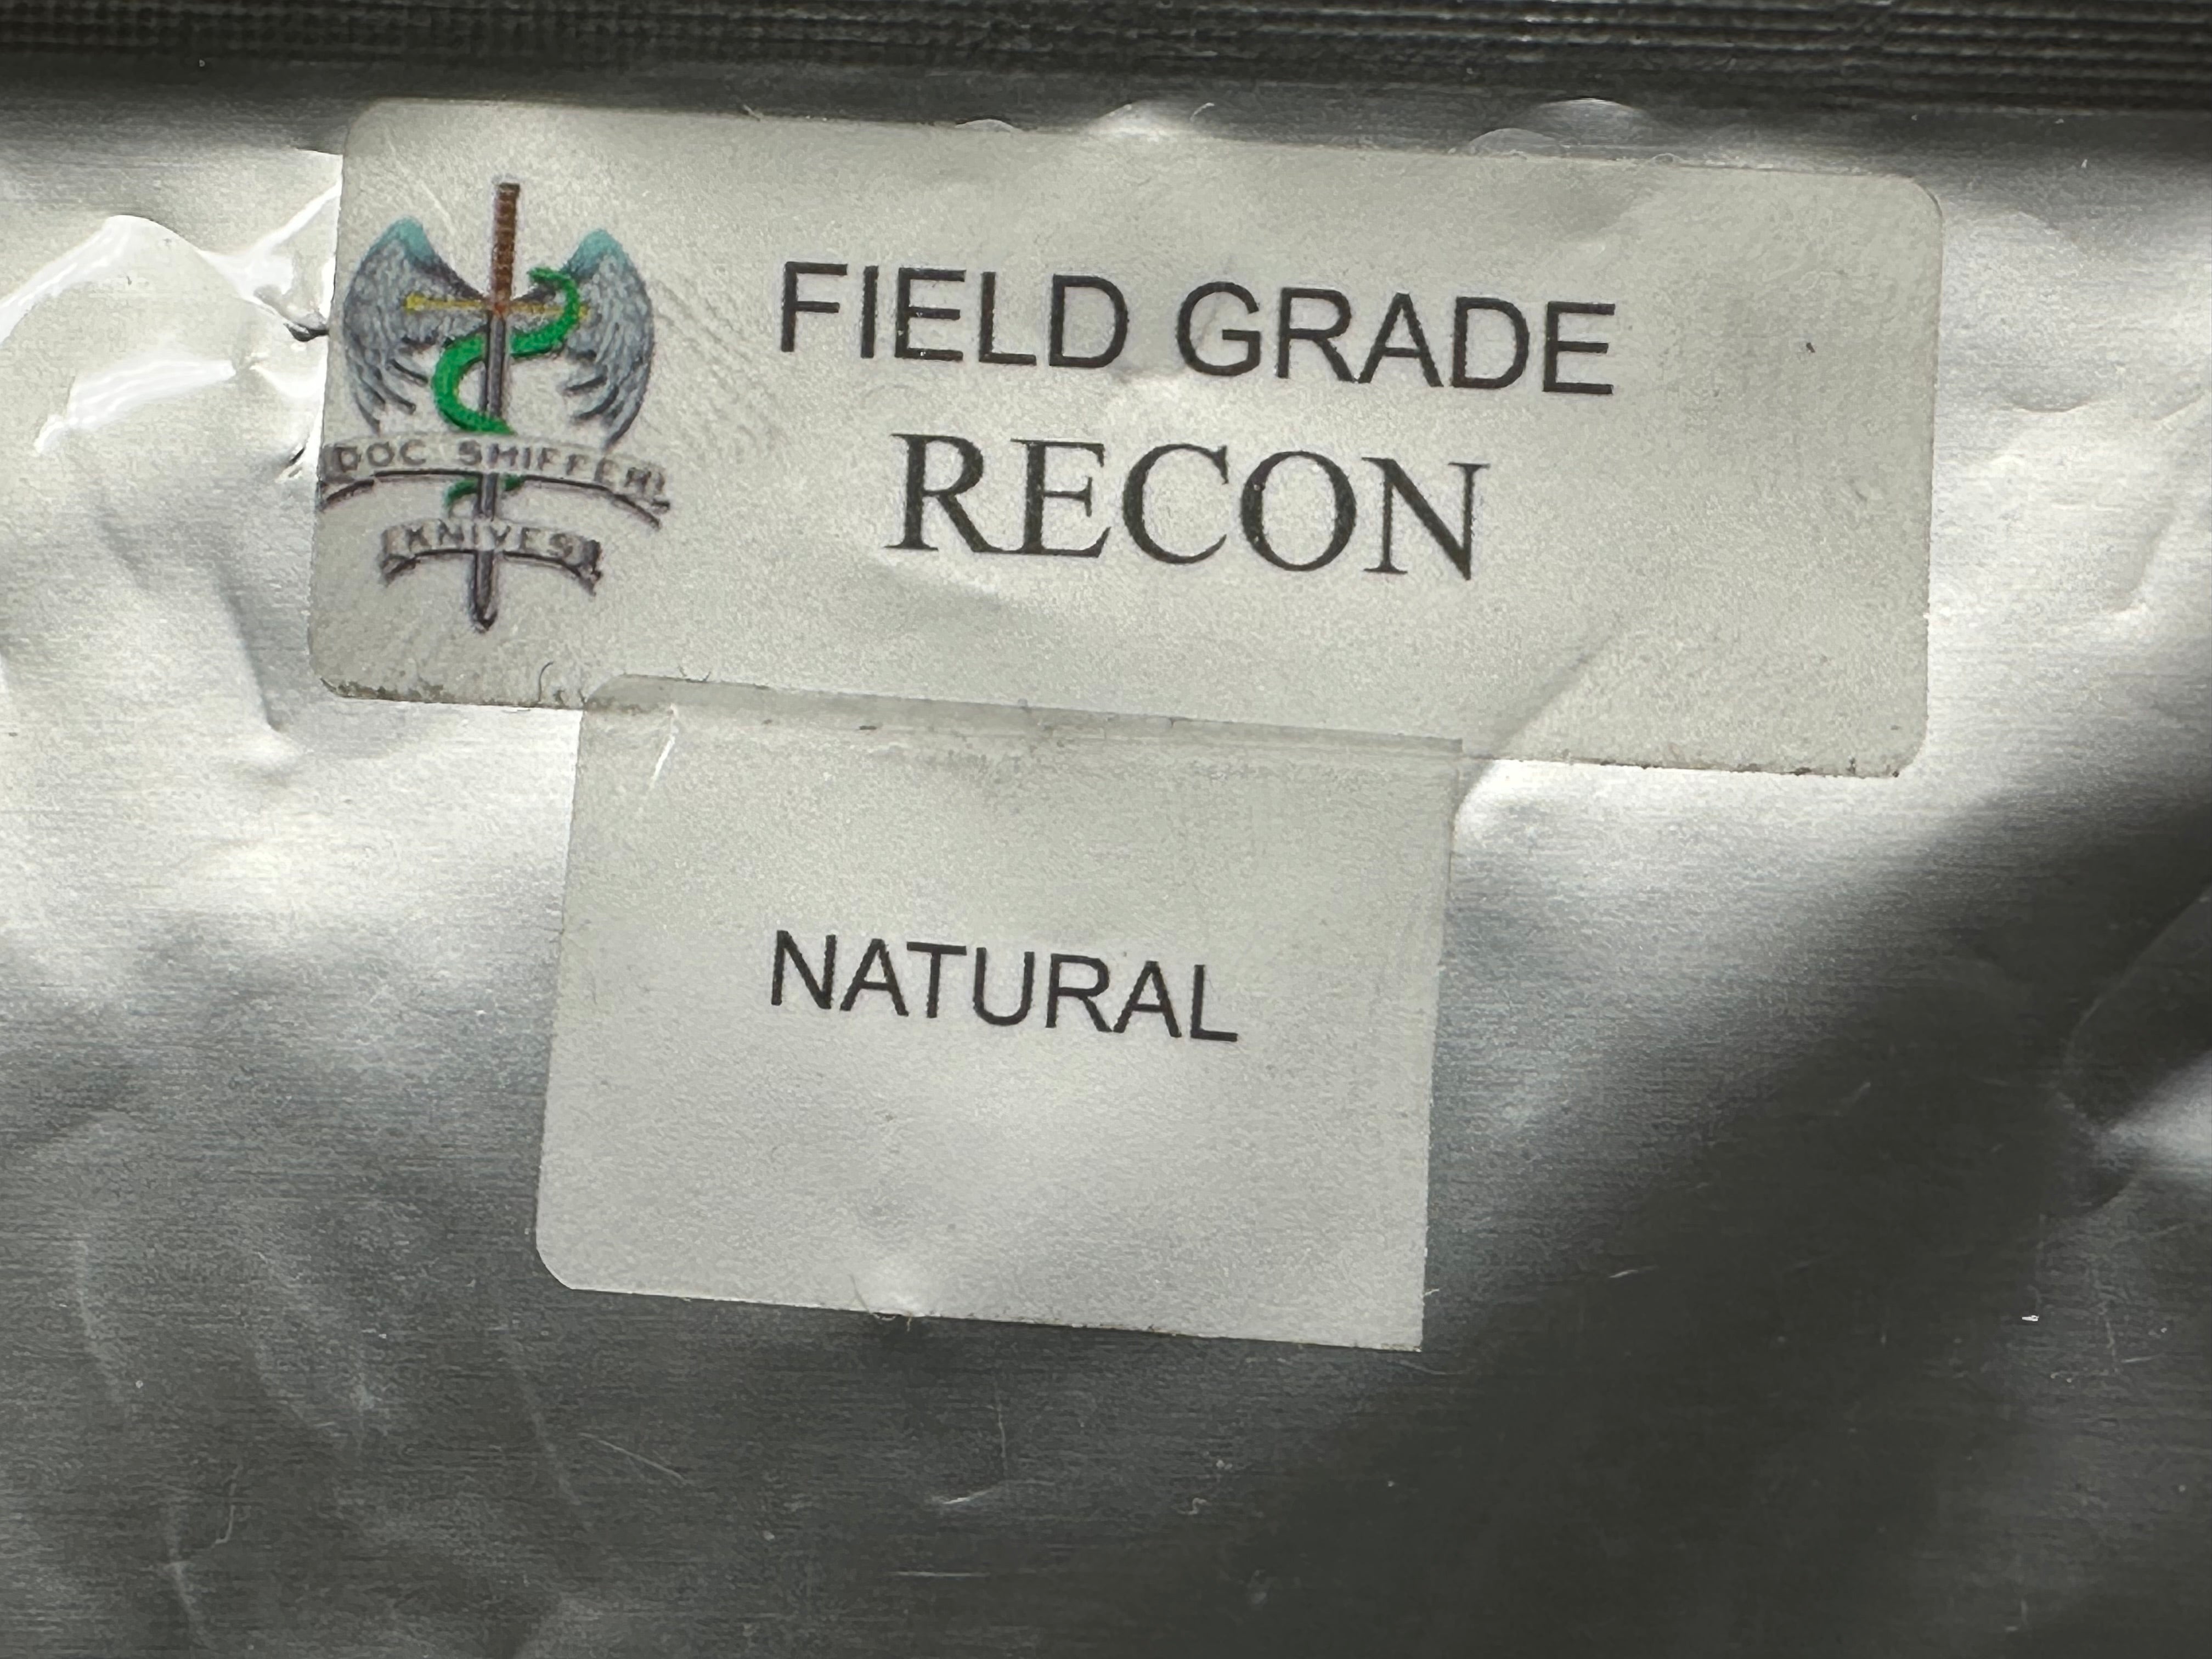 FIELD GRADE
RECON
DOC SHIFFER
KNIVES
NATURAL